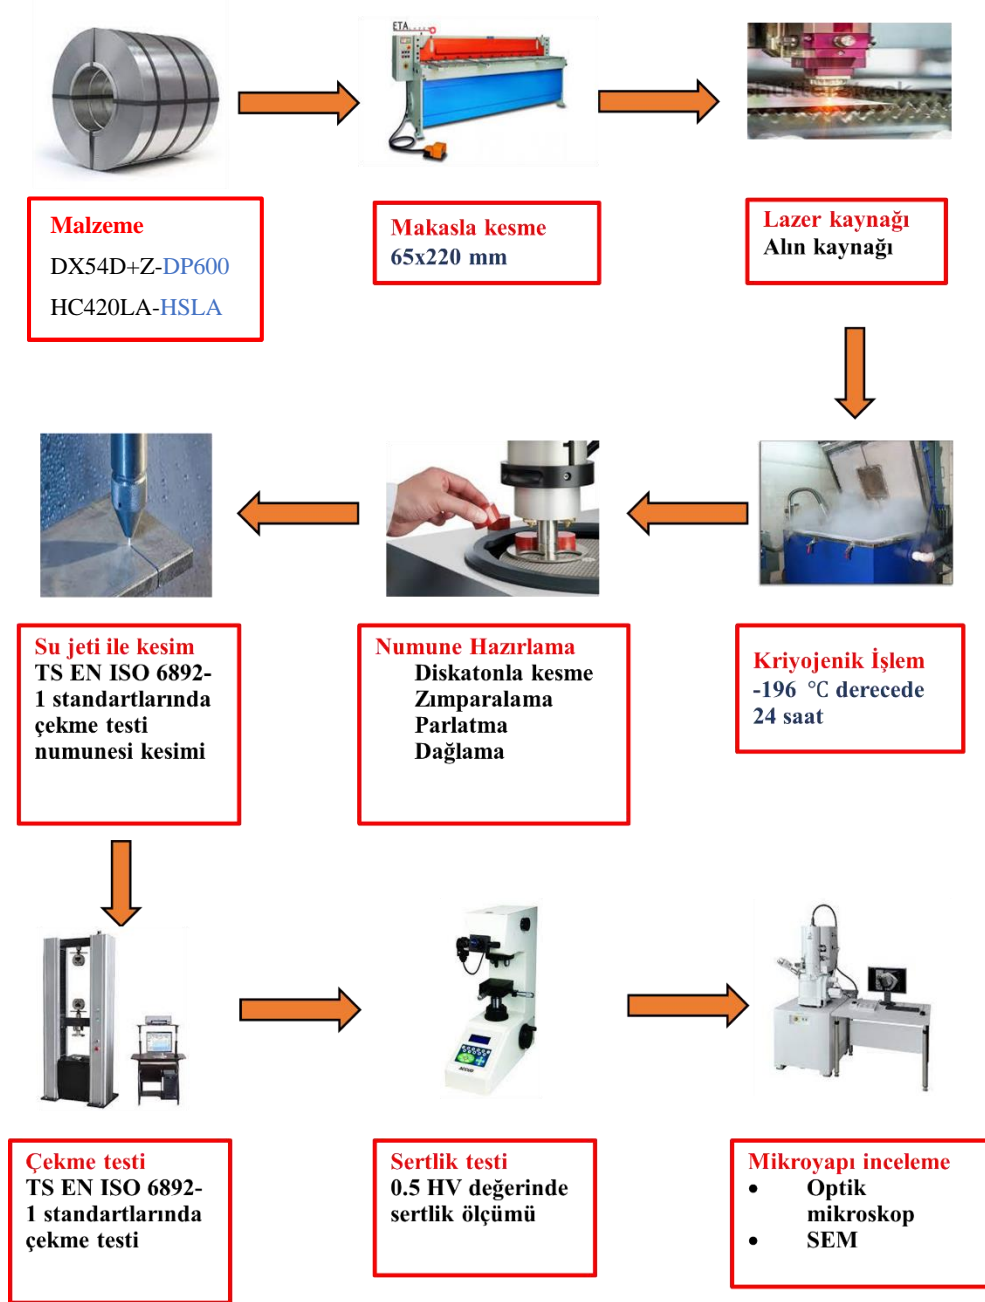 ETA
shutterstock
Malzeme
DX54D+Z-DP600
HC420LA-HSLA
Makasla kesme
65x220 mm
Lazer kaynağı
Alın kaynağı
Su jeti ile kesim
TS EN ISO 6892-
1 standartlarında
çekme testi
numunesi kesimi
Numune Hazırlama
Diskatonla kesme
Zımparalama
Parlatma
Dağlama
Kriyojenik İşlem
-196 °C derecede
24 saat
Çekme testi
TS EN ISO 6892-
1 standartlarında
çekme testi
Sertlik testi
0.5 HV değerinde
sertlik ölçümü
Mikroyapı inceleme
• Optik
mikroskop
• SEM